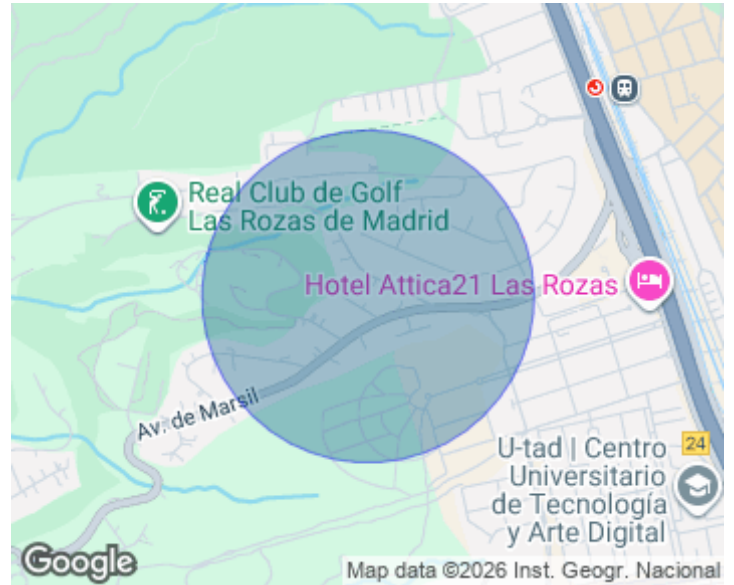 Real Club de Golf
Las Rozas de Madrid
Hotel Attica21 Las Rozas
Av. de Marsil
U-tad | Centro
Universitario
de Tecnología
y Arte Digital
24
Google
Map data ©2026 Inst. Geogr. Nacional